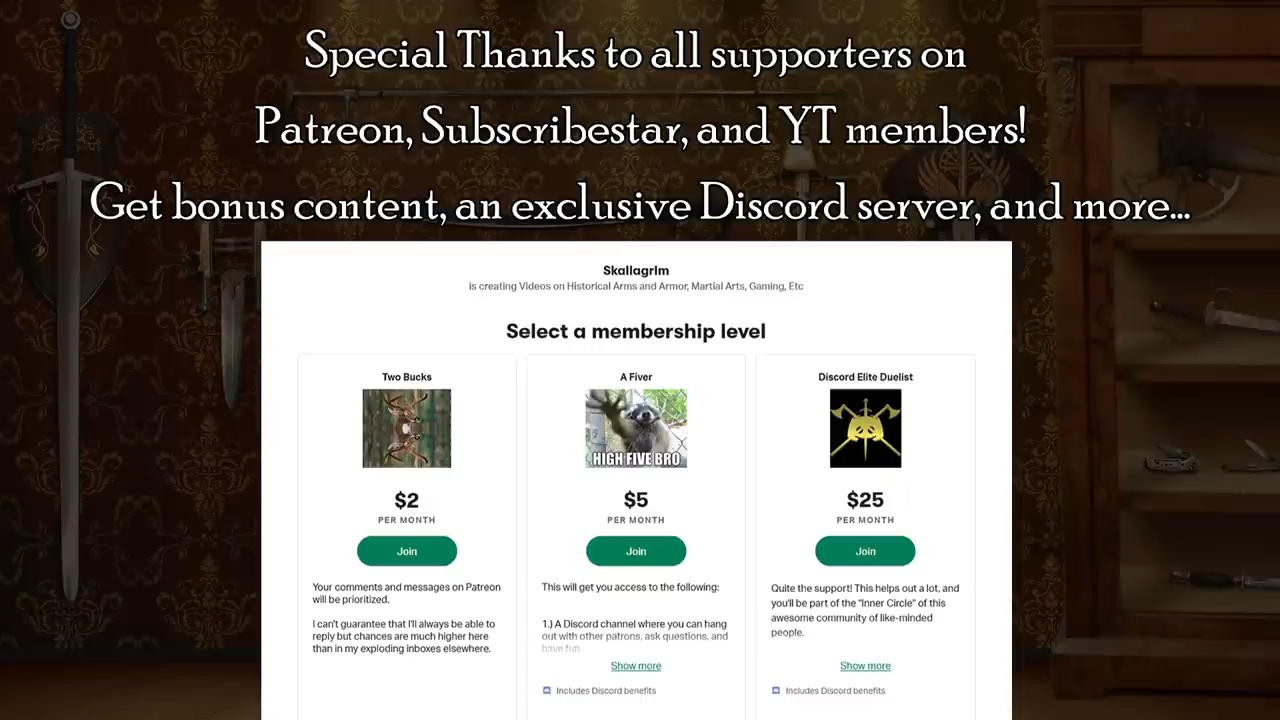 Special Thanks to all supporters on
Patreon, Subscribestar, and YT members!
Get bonus content, an exclusive Discord server, and more...
Skallagrim
is creating Videos on Historical Arms and Armor, Martial Arts, Gaming, Etc
Select a membership level
Two Bucks
$2
PER MONTH
Join
Your comments and messages on Patreon
will be prioritized.
I can't guarantee that I'll always be able to
reply but chances are much higher here
than in my exploding inboxes elsewhere.
A Fiver
HIGH FIVE BRO
$5
PER MONTH
Join
This will get you access to the following:
1.) A Discord channel where you can hang
out with other patrons, ask questions, and
have fun.
Show more
Includes Discord benefits
Discord Elite Duelist
$25
PER MONTH
Join
Quite the support! This helps out a lot, and
you'll be part of the "Inner Circle" of this
awesome community of like-minded
people.
Show more
Includes Discord benefits